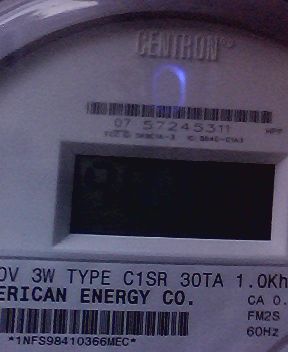 CENTRON
07 57245311
0V 3W TYPE C1SR 30TA 1.0Kh
ERICAN ENERGY CO.
CA 0.
FM2S
60Hz
*1NFS98410366MEC*